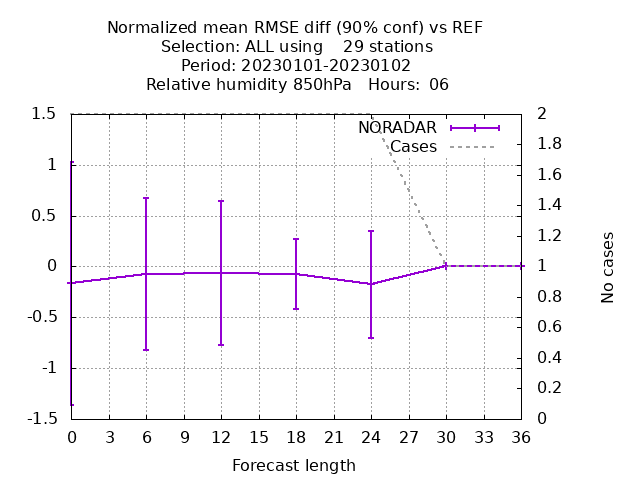 Normalized mean RMSE diff (90% conf) vs REF
Selection: ALL using    29 stations
Period: 20230101-20230102
Relative humidity 850hPa   Hours:  06
1.5
1
0.5
0
-0.5
-1
-1.5
NORADAR
Cases
2
1.8
1.6
1.4
1.2
1
0.8
0.6
0.4
0.2
0
No cases
0 3 6 9 12 15 18 21 24 27 30 33 36
Forecast length